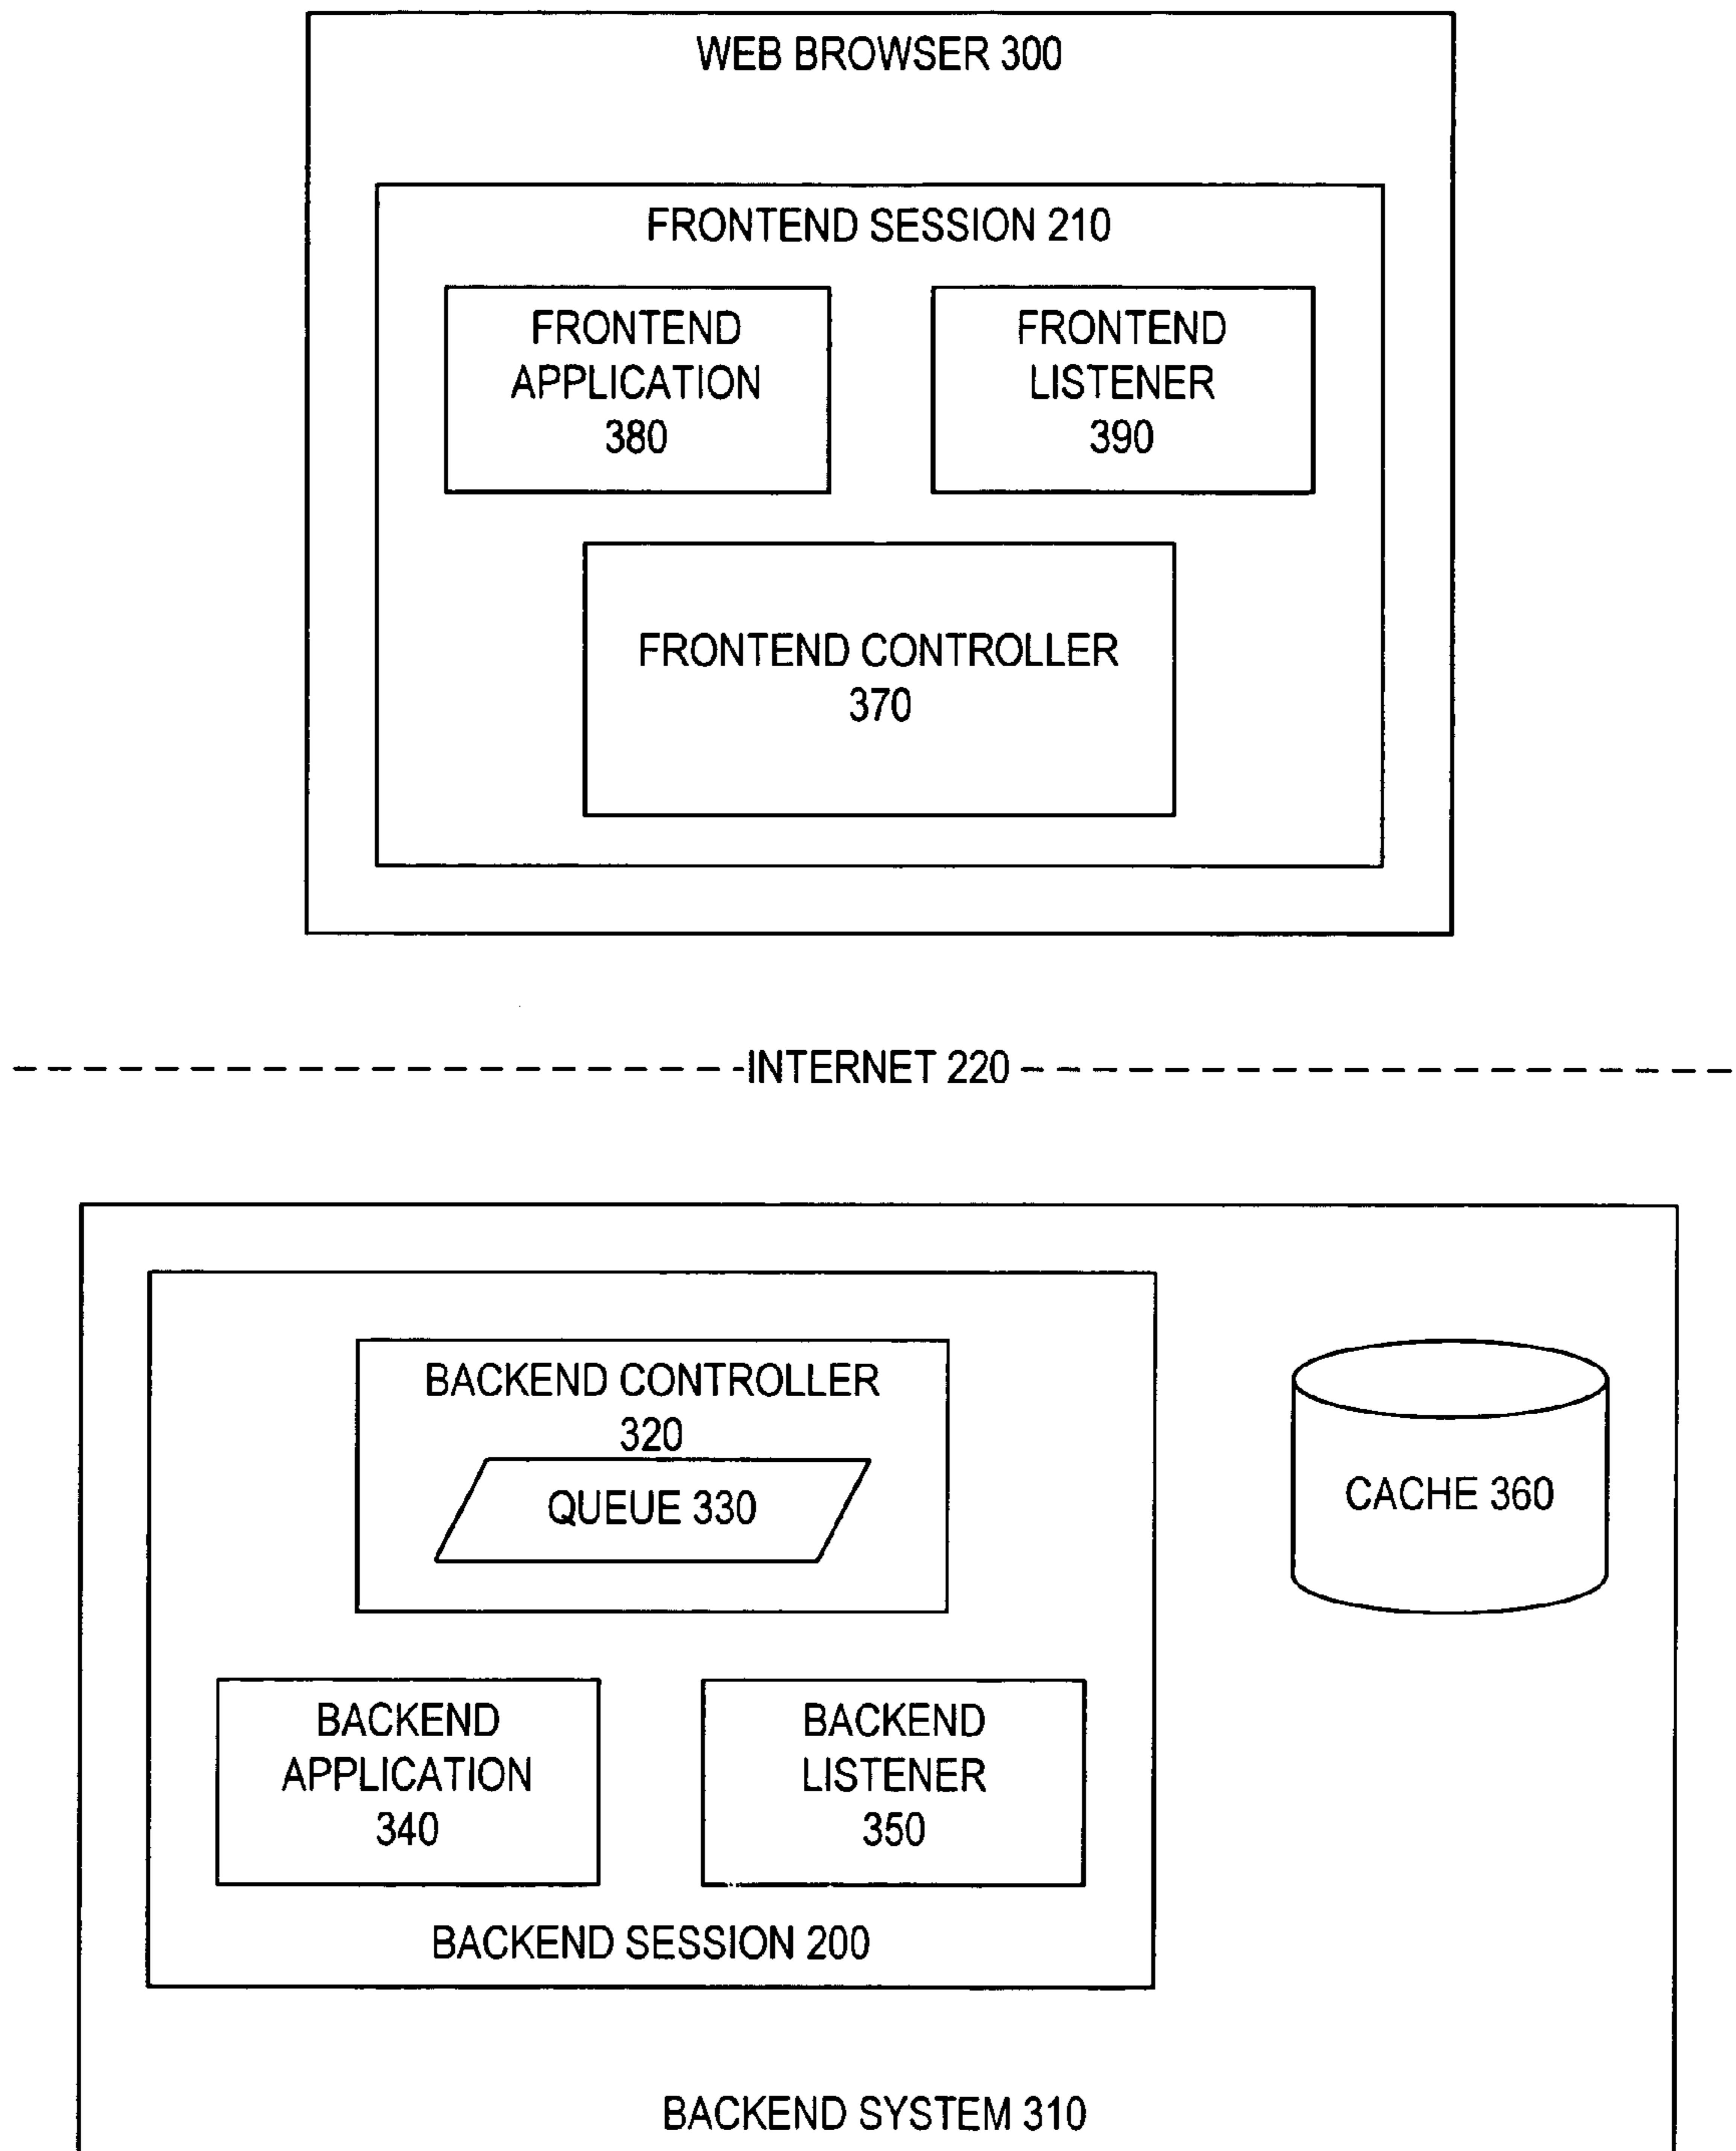 WEB BROWSER 300
FRONTEND SESSION 210
FRONTEND
APPLICATION
380
FRONTEND
LISTENER
390
FRONTEND CONTROLLER
370
INTERNET 220
BACKEND CONTROLLER
320
QUEUE 330
CACHE 360
BACKEND
APPLICATION
340
BACKEND
LISTENER
350
BACKEND SESSION 200
BACKEND SYSTEM 310